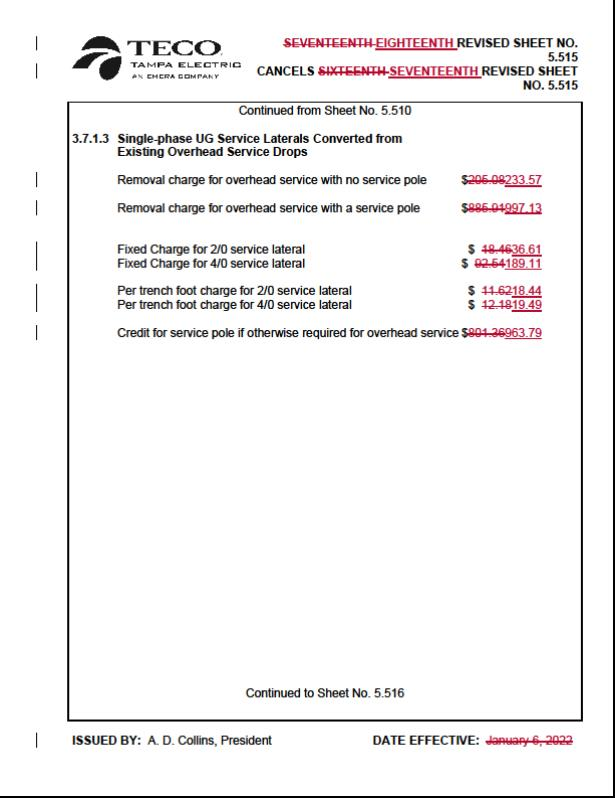 TECO
TAMPA ELECTRIC
AN EMERA COMPANY
SEVENTEENTH EIGHTEENTH REVISED SHEET NO.
5.515
CANCELS SIXTEENTH SEVENTEENTH REVISED SHEET
NO. 5.515
Continued from Sheet No. 5.510
3.7.1.3 Single-phase UG Service Laterals Converted from
Existing Overhead Service Drops
Removal charge for overhead service with no service pole $205.08233.57
Removal charge for overhead service with a service pole $885.91997.13
Fixed Charge for 2/0 service lateral $ 18.4636.61
Fixed Charge for 4/0 service lateral $ 92.54189.11
Per trench foot charge for 2/0 service lateral $ 11.6218.44
Per trench foot charge for 4/0 service lateral $ 12.1819.49
Credit for service pole if otherwise required for overhead service $801.36963.79
Continued to Sheet No. 5.516
ISSUED BY: A. D. Collins, President DATE EFFECTIVE: January 6, 2022